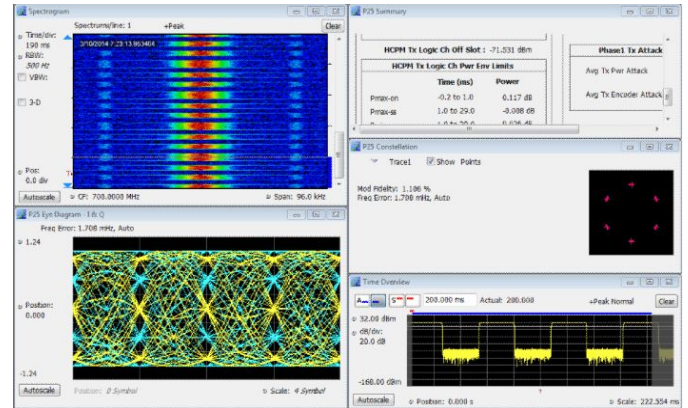 Spectrogram
Spectrums/line: 1
+Peak
Clear
Time/div:
190 ms
RBW:
500 Hz
VBW:
3-D
3/10/2014 7:23:13.863404
Pos:
0.0 div
Autoscale
CF: 708.8008 MHz
Span: 96.0 kHz
P25 Eye Diagram - I & Q
Freq Error: 1.708 mHz, Auto
1.24
Position:
0.000
-1.24
Autoscale
Position: 0 Symbol
Scale: 4 Symbol
P25 Summary
HCPM Tx Logic Ch Off Slot : -71.531 dBm
HCPM Tx Logic Ch Pwr Env Limits
Time (ms) Power
Pmax-on -0.2 to 1.0 0.117 dB
Pmax-ss 1.0 to 29.0 -0.008 dB
Phase1 Tx Attack
Avg Tx Pwr Attack
Avg Tx Encoder Attack
P25 Constellation
Trace1
Show Points
Mod Fidelity: 1.186 %
Freq Error: 1.708 mHz, Auto
Time Overview
200.000 ms
Actual: 200.000
+Peak Normal
Clear
32.00 dBm
dB/div:
20.0 dB
-168.00 dBm
Autoscale
Position: 0.000 s
Scale: 222.554 ms